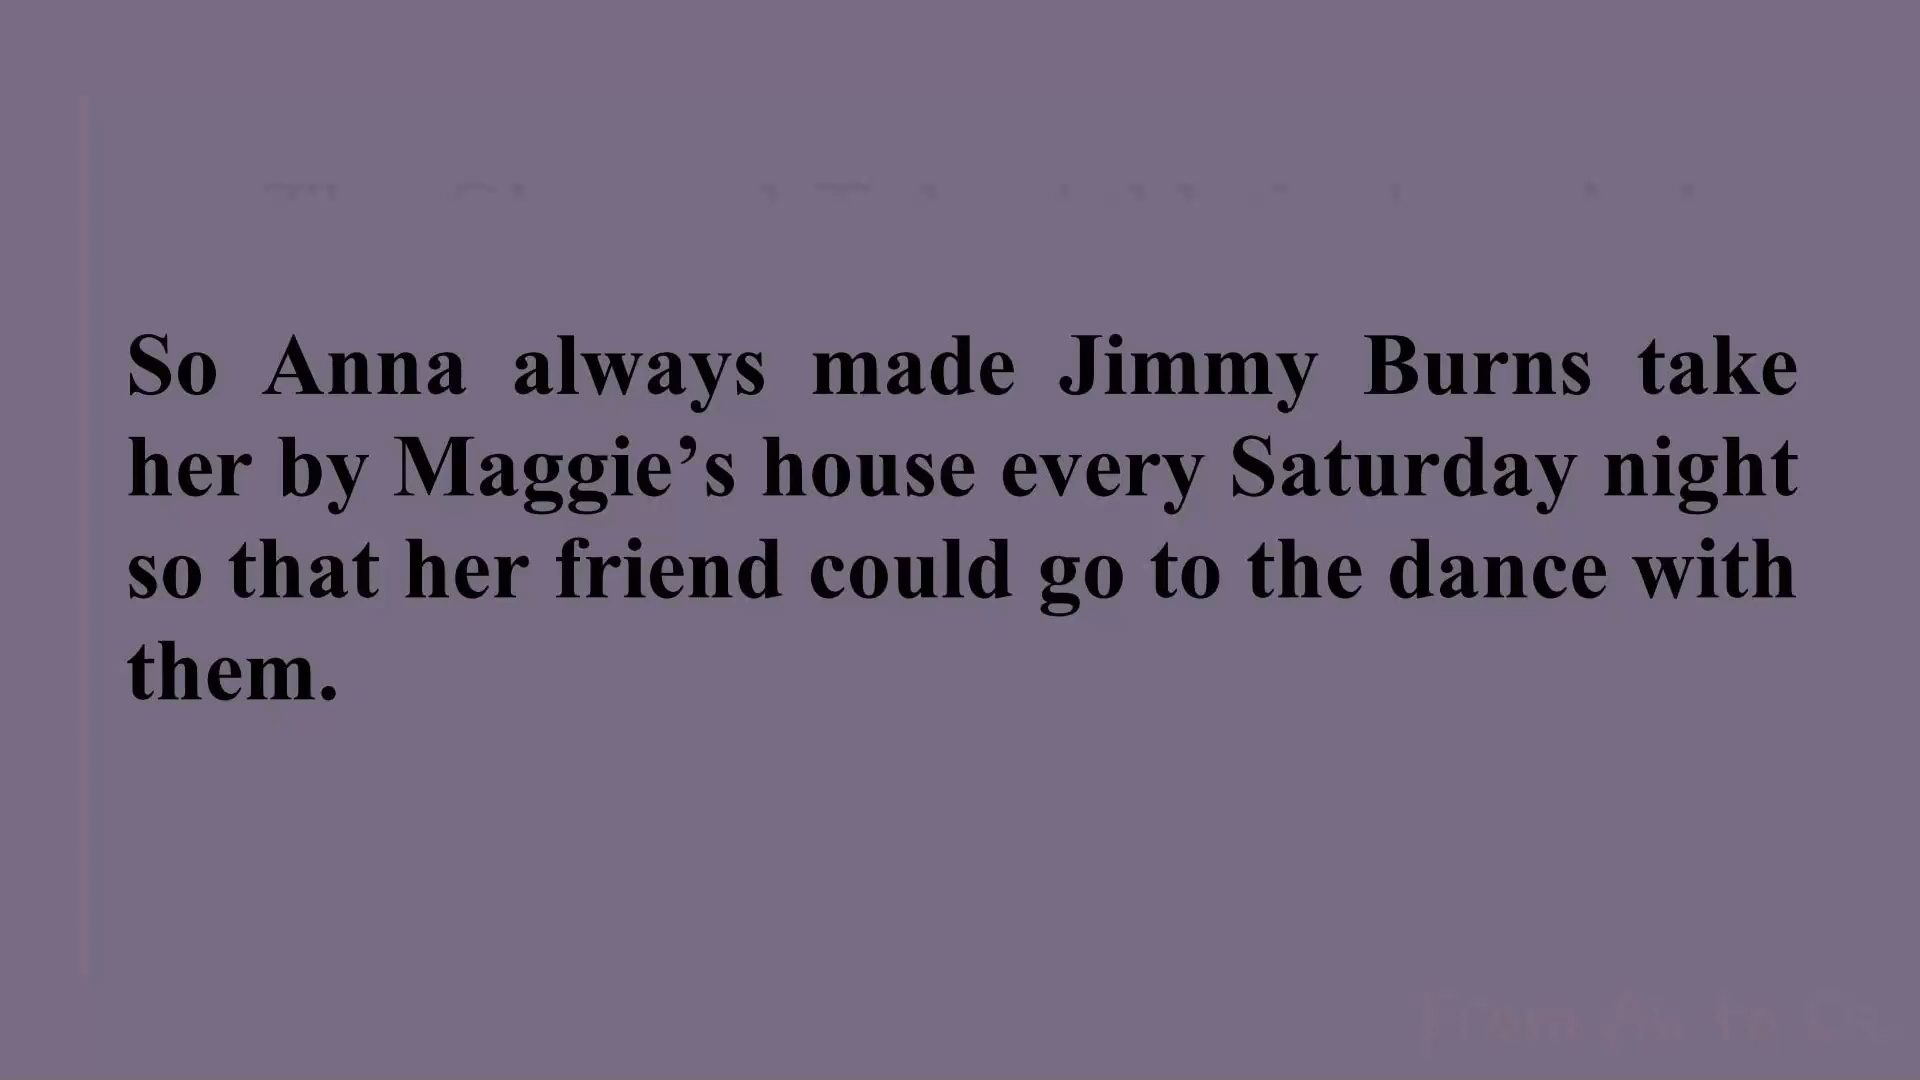 So Anna always made Jimmy Burns take
her by Maggie’s house every Saturday night
so that her friend could go to the dance with
them.